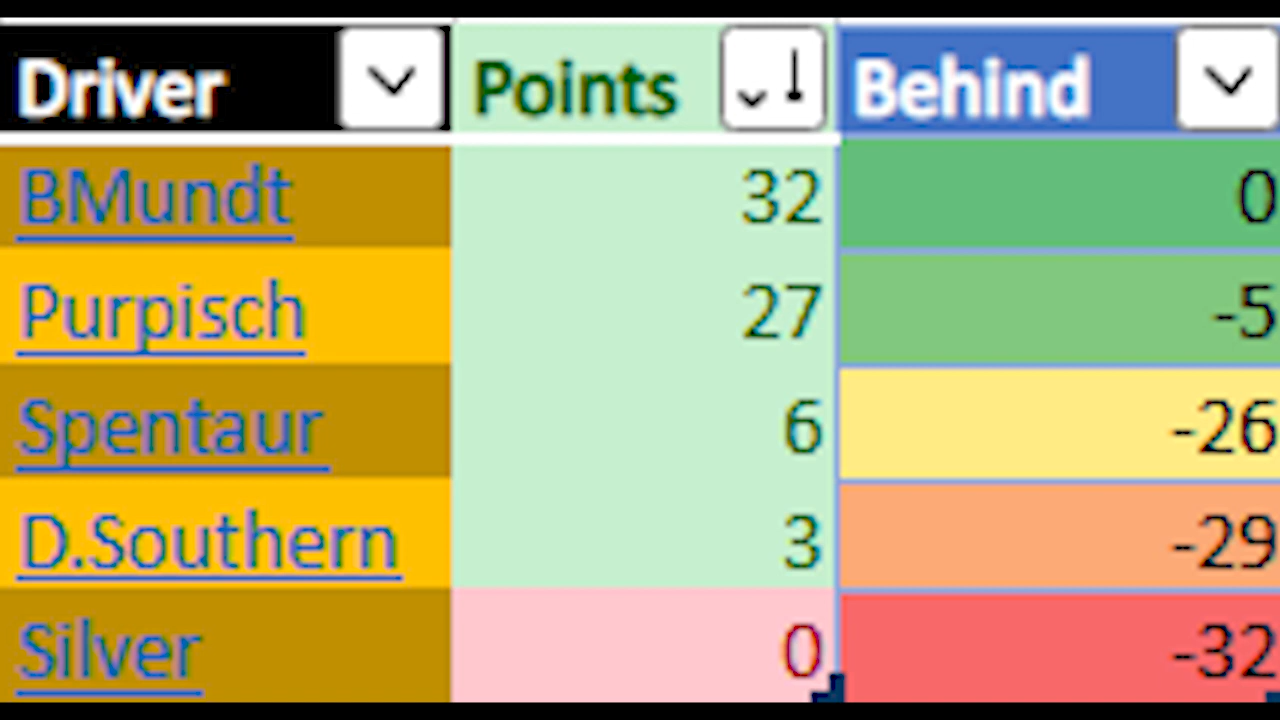 Driver Points Behind
BMundt 32 0
Purpisch 27 -5
Spentaur 6 -26
D.Southern 3 -29
Silver 0 -32